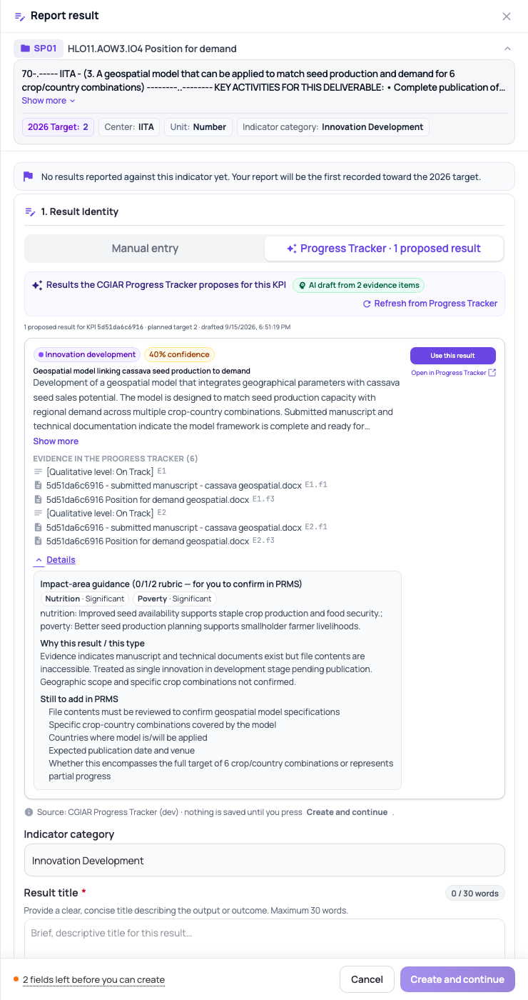 Report result
SP01 HLO11.AOW3.IO4 Position for demand
70-.----- IITA - (3. A geospatial model that can be applied to match seed production and demand for 6
crop/country combinations) --------..-------- KEY ACTIVITIES FOR THIS DELIVERABLE: • Complete publication of…
Show more
2026 Target: 2 Center: IITA Unit: Number Indicator category: Innovation Development
No results reported against this indicator yet. Your report will be the first recorded toward the 2026 target.
1. Result Identity
Manual entry Progress Tracker · 1 proposed result
Results the CGIAR Progress Tracker proposes for this KPI AI draft from 2 evidence items
Refresh from Progress Tracker
1 proposed result for KPI 5d51da6c6916 · planned target 2 · drafted 9/15/2026, 6:51:19 PM
Innovation development 40% confidence Use this result
Geospatial model linking cassava seed production to demand Open in Progress Tracker
Development of a geospatial model that integrates geographical parameters with cassava
seed sales potential. The model is designed to match seed production capacity with
regional demand across multiple crop-country combinations. Submitted manuscript and
technical documentation indicate the model framework is complete and ready for…
Show more
EVIDENCE IN THE PROGRESS TRACKER (6)
[Qualitative level: On Track] E1
5d51da6c6916 - submitted manuscript - cassava geospatial.docx E1.f1
5d51da6c6916 Position for demand geospatial.docx E1.f3
[Qualitative level: On Track] E2
5d51da6c6916 - submitted manuscript - cassava geospatial.docx E2.f1
5d51da6c6916 Position for demand geospatial.docx E2.f3
Details
Impact-area guidance (0/1/2 rubric — for you to confirm in PRMS)
Nutrition · Significant Poverty · Significant
nutrition: Improved seed availability supports staple crop production and food security.;
poverty: Better seed production planning supports smallholder farmer livelihoods.
Why this result / this type
Evidence indicates manuscript and technical documents exist but file contents are
inaccessible. Treated as single innovation in development stage pending publication.
Geographic scope and specific crop combinations not confirmed.
Still to add in PRMS
File contents must be reviewed to confirm geospatial model specifications
Specific crop-country combinations covered by the model
Countries where model is/will be applied
Expected publication date and venue
Whether this encompasses the full target of 6 crop/country combinations or represents
partial progress
Source: CGIAR Progress Tracker (dev) · nothing is saved until you press Create and continue .
Indicator category
Innovation Development
Result title * 0 / 30 words
Provide a clear, concise title describing the output or outcome. Maximum 30 words.
Brief, descriptive title for this result…
2 fields left before you can create Cancel Create and continue